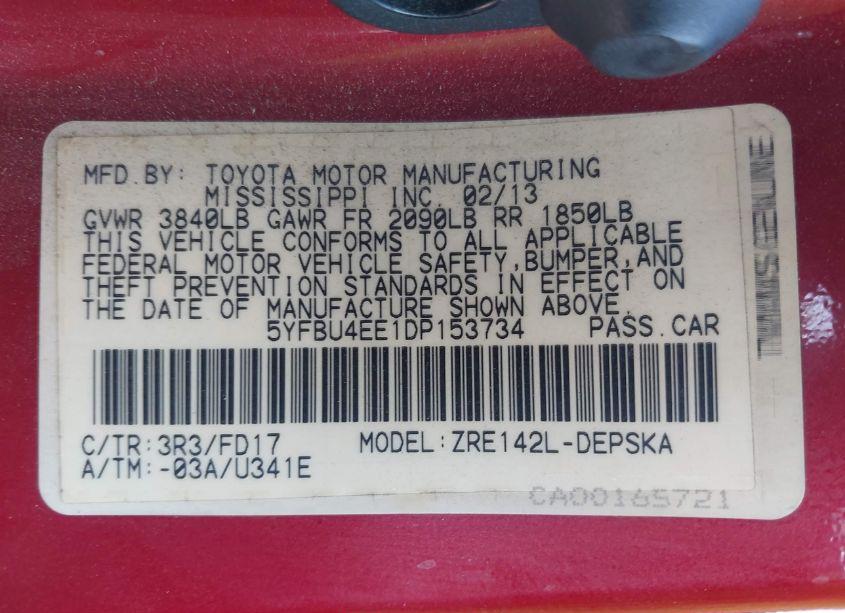 MFD.BY: TOYOTA MOTOR MANUFACTURING
MISSISSIPPI INC. 02/13
GVWR 3840LB GAWR FR 2090LB RR 1850LB
THIS VEHICLE CONFORMS TO ALL APPLICABLE
FEDERAL MOTOR VEHICLE SAFETY,BUMPER,AND
THEFT PREVENTION STANDARDS IN EFFECT ON
THE DATE OF MANUFACTURE SHOWN ABOVE.
5YFBU4EE1DP153734 PASS.CAR
C/TR:3R3/FD17 MODEL:ZRE142L-DEPSKA
A/TM:-03A/U341E
CA00165721